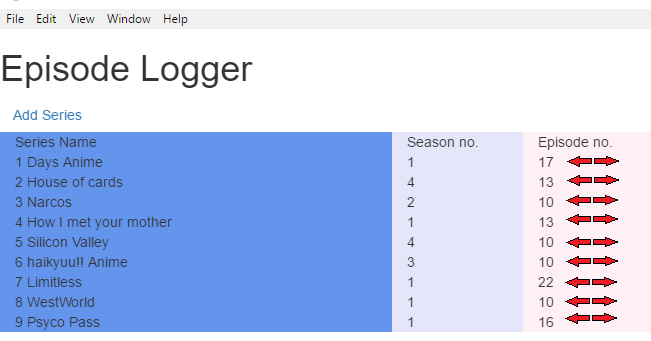 File Edit View Window Help
Episode Logger
Add Series
Series Name Season no. Episode no.
1 Days Anime 1 17
2 House of cards 4 13
3 Narcos 2 10
4 How I met your mother 1 13
5 Silicon Valley 4 10
6 haikyuu!! Anime 3 10
7 Limitless 1 22
8 WestWorld 1 10
9 Psyco Pass 1 16